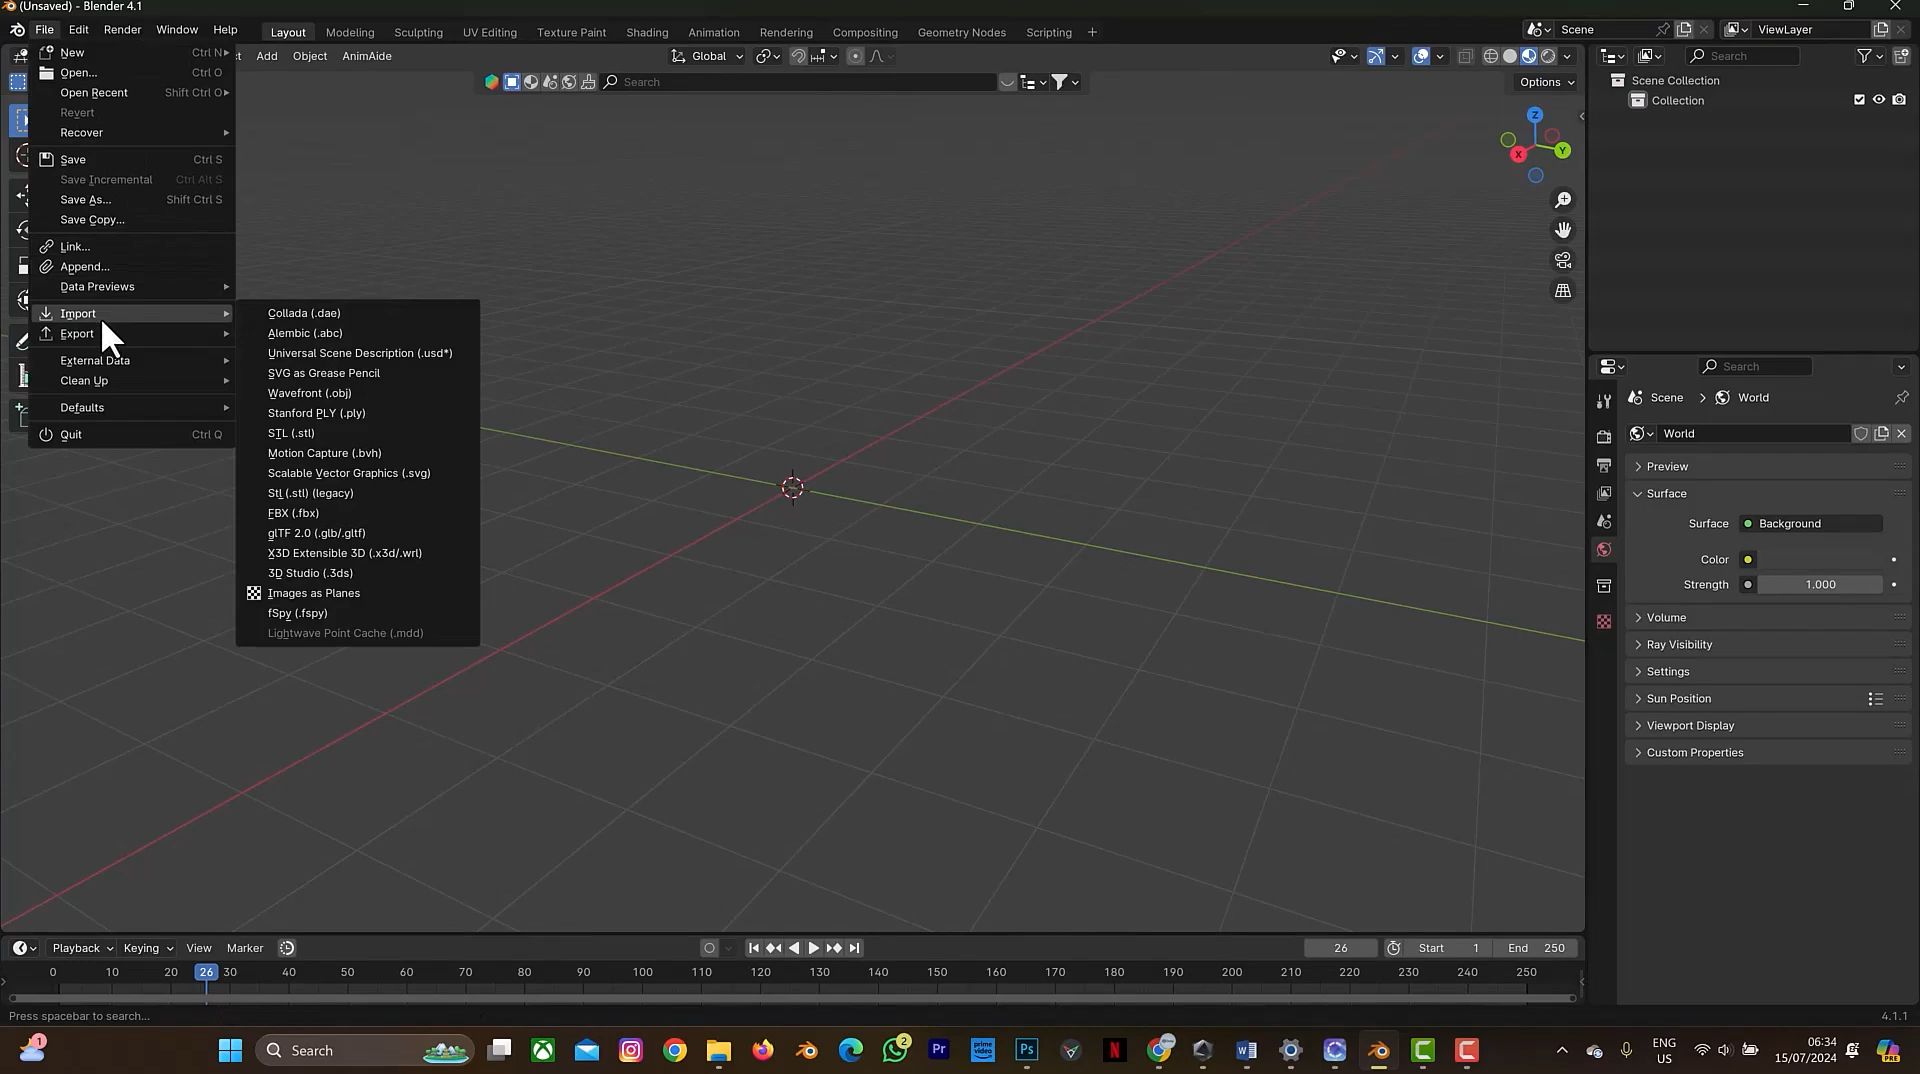 (Unsaved) - Blender 4.1
File Edit Render Window Help Layout Modeling Sculpting UV Editing Texture Paint Shading Animation Rendering Compositing Geometry Nodes Scripting + Scene ViewLayer
Add Object AnimAide Global Search
Search Options
New Ctrl N
Open... Ctrl O
Open Recent Shift Ctrl O
Revert
Recover
Save Ctrl S
Save Incremental Ctrl Alt S
Save As... Shift Ctrl S
Save Copy...
Link...
Append...
Data Previews
Import
Export
External Data
Clean Up
Defaults
Quit Ctrl Q
Collada (.dae)
Alembic (.abc)
Universal Scene Description (.usd*)
SVG as Grease Pencil
Wavefront (.obj)
Stanford PLY (.ply)
STL (.stl)
Motion Capture (.bvh)
Scalable Vector Graphics (.svg)
Stl (.stl) (legacy)
FBX (.fbx)
glTF 2.0 (.glb/.gltf)
X3D Extensible 3D (.x3d/.wrl)
3D Studio (.3ds)
Images as Planes
fSpy (.fspy)
Lightwave Point Cache (.mdd)
Z
X Y
Scene Collection
Collection
Search
Scene > World
World
Preview
Surface
Surface Background
Color
Strength 1.000
Volume
Ray Visibility
Settings
Sun Position
Viewport Display
Custom Properties
Playback Keying View Marker 26 Start 1 End 250
0 10 20 26 30 40 50 60 70 80 90 100 110 120 130 140 150 160 170 180 190 200 210 220 230 240 250
Press spacebar to search... 4.1.1
1 Search 2 Pr prime video Ps N W ENG US 06:34 15/07/2024 PRE